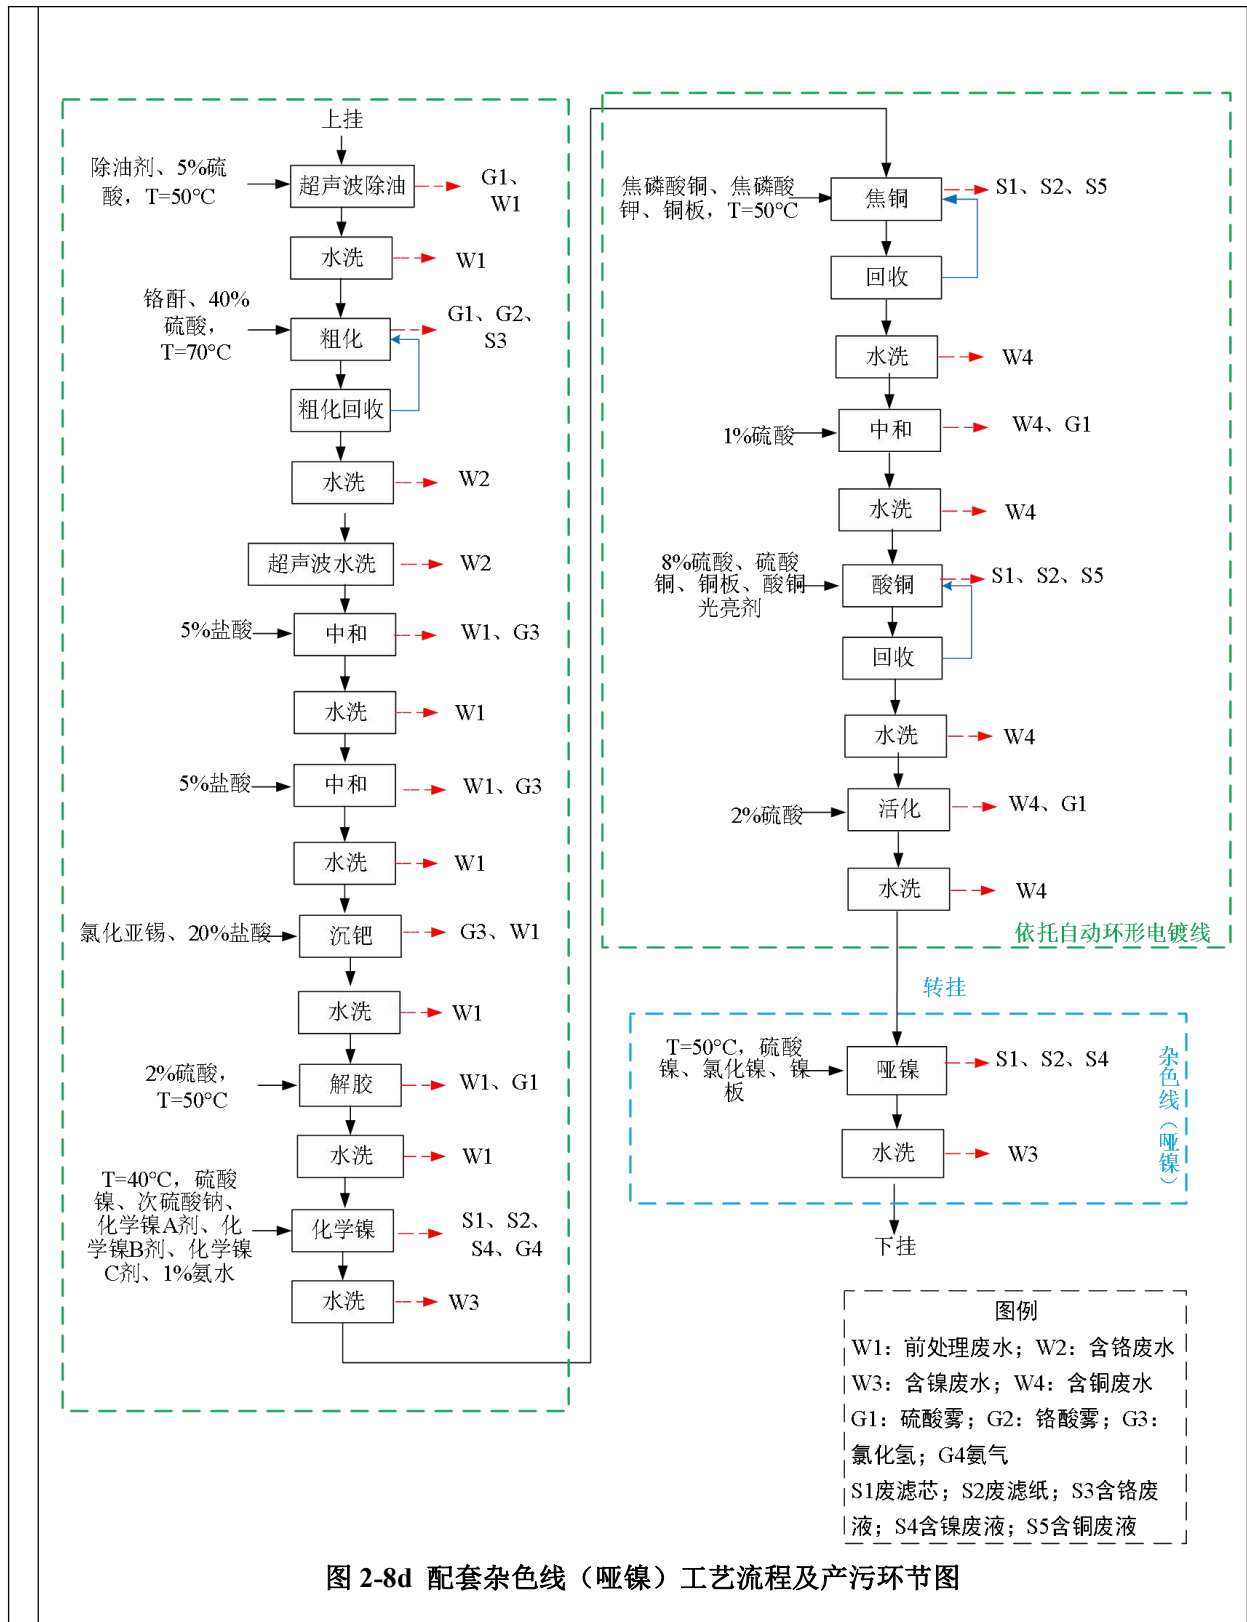 上挂
除油剂、5%硫
酸，T=50°C
超声波除油
G1、
W1
水洗
W1
铬酐、40%
硫酸，
T=70°C
粗化
G1、G2、
S3
粗化回收
水洗
W2
超声波水洗
W2
5%盐酸
中和
W1、G3
水洗
W1
5%盐酸
中和
W1、G3
水洗
W1
氯化亚锡、20%盐酸
沉钯
G3、W1
水洗
W1
2%硫酸，
T=50°C
解胶
W1、G1
水洗
W1
T=40°C，硫酸
镍、次硫酸钠、
化学镍A剂、化
学镍B剂、化学镍
C剂、1%氨水
化学镍
S1、S2、
S4、G4
水洗
W3
焦磷酸铜、焦磷酸
钾、铜板，T=50°C
焦铜
S1、S2、S5
回收
水洗
W4
1%硫酸
中和
W4、G1
水洗
W4
8%硫酸、硫酸
铜、铜板、酸铜
光亮剂
酸铜
S1、S2、S5
回收
水洗
W4
2%硫酸
活化
W4、G1
水洗
W4
依托自动环形电镀线
转挂
T=50°C，硫酸
镍、氯化镍、镍
板
哑镍
S1、S2、S4
水洗
W3
杂色线（哑镍）
下挂
图例
W1：前处理废水；W2：含铬废水
W3：含镍废水；W4：含铜废水
G1：硫酸雾；G2：铬酸雾；G3：
氯化氢；G4氨气
S1废滤芯；S2废滤纸；S3含铬废
液；S4含镍废液；S5含铜废液
图 2-8d 配套杂色线（哑镍）工艺流程及产污环节图